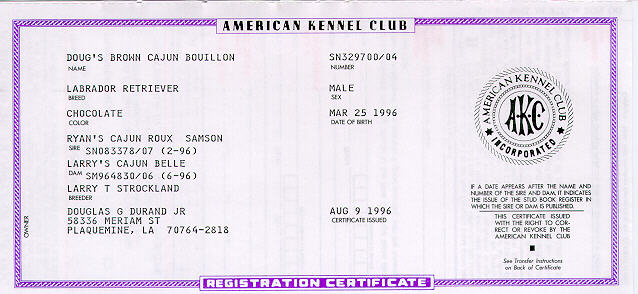 AMERICAN KENNEL CLUB
DOUG'S BROWN CAJUN BOUILLON
NAME
SN329700/04
NUMBER
LABRADOR RETRIEVER
BREED
MALE
SEX
CHOCOLATE
COLOR
MAR 25 1996
DATE OF BIRTH
RYAN'S CAJUN ROUX SAMSON
SIRE SN083378/07 (2-96)
LARRY'S CAJUN BELLE
DAM SM964830/06 (6-96)
LARRY T STROCKLAND
BREEDER
OWNER
DOUGLAS G DURAND JR
58336 MERIAM ST
PLAQUEMINE, LA 70764-2818
AUG 9 1996
CERTIFICATE ISSUED
AMERICAN KENNEL CLUB
A·K·C
INCORPORATED
IF A DATE APPEARS AFTER THE NAME AND
NUMBER OF THE SIRE AND DAM, IT INDICATES
THE ISSUE OF THE STUD BOOK REGISTER IN
WHICH THE SIRE OR DAM IS PUBLISHED.
THIS CERTIFICATE ISSUED
WITH THE RIGHT TO COR-
RECT OR REVOKE BY THE
AMERICAN KENNEL CLUB
See Transfer Instructions
on Back of Certificate
REGISTRATION CERTIFICATE